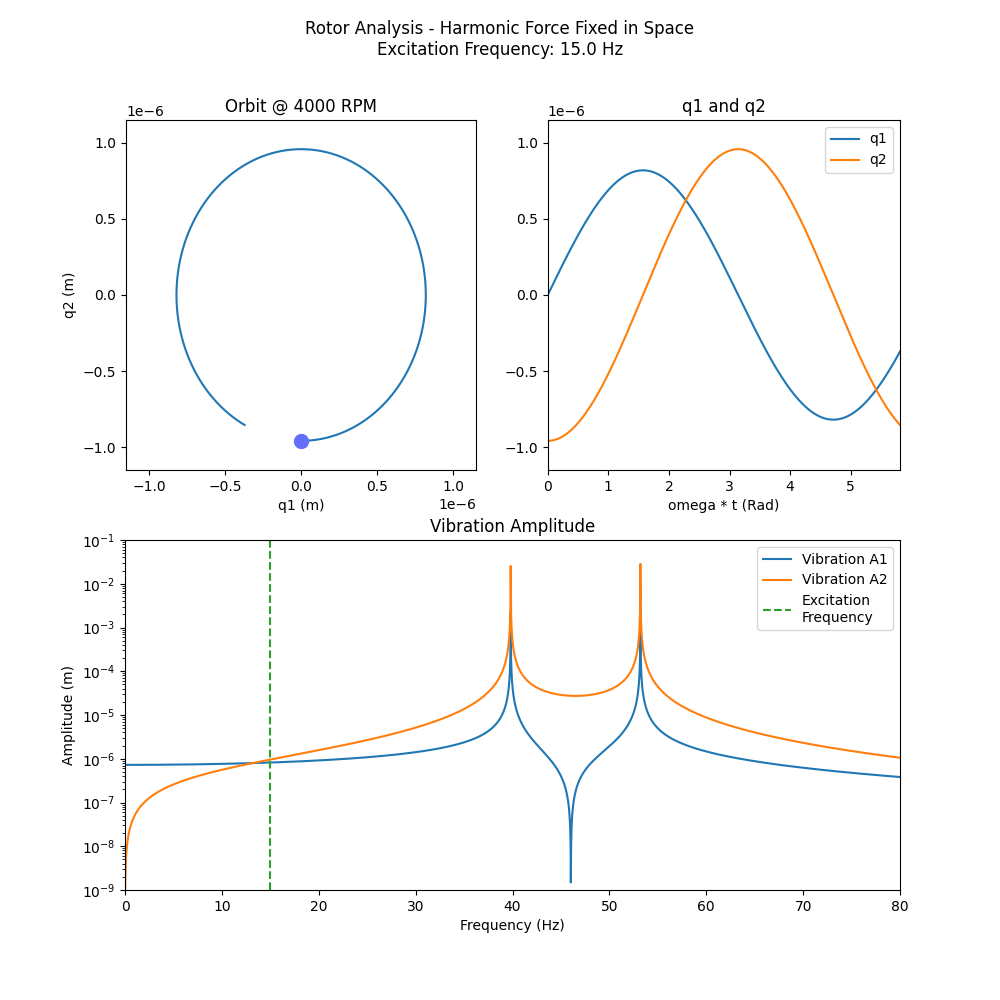 Rotor Analysis - Harmonic Force Fixed in Space
Excitation Frequency: 15.0 Hz
Orbit @ 4000 RPM
1e−6
1.0
0.5
0.0
−0.5
−1.0
q2 (m)
−1.0 −0.5 0.0 0.5 1.0
1e−6
q1 (m)
q1 and q2
1e−6
q1
q2
1.0
0.5
0.0
−0.5
−1.0
0 1 2 3 4 5
omega * t (Rad)
Vibration Amplitude
Vibration A1
Vibration A2
Excitation
Frequency
10⁻¹
10⁻²
10⁻³
10⁻⁴
10⁻⁵
10⁻⁶
10⁻⁷
10⁻⁸
10⁻⁹
Amplitude (m)
0 10 20 30 40 50 60 70 80
Frequency (Hz)